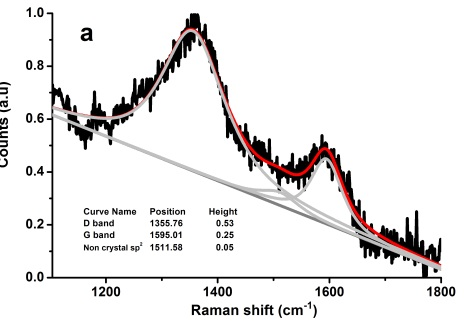 a
1.0
0.8
0.6
0.4
0.2
0.0
Counts (a.u)
Curve Name Position Height
D band 1355.76 0.53
G band 1595.01 0.25
Non crystal sp² 1511.58 0.05
1200 1400 1600 1800
Raman shift (cm⁻¹)